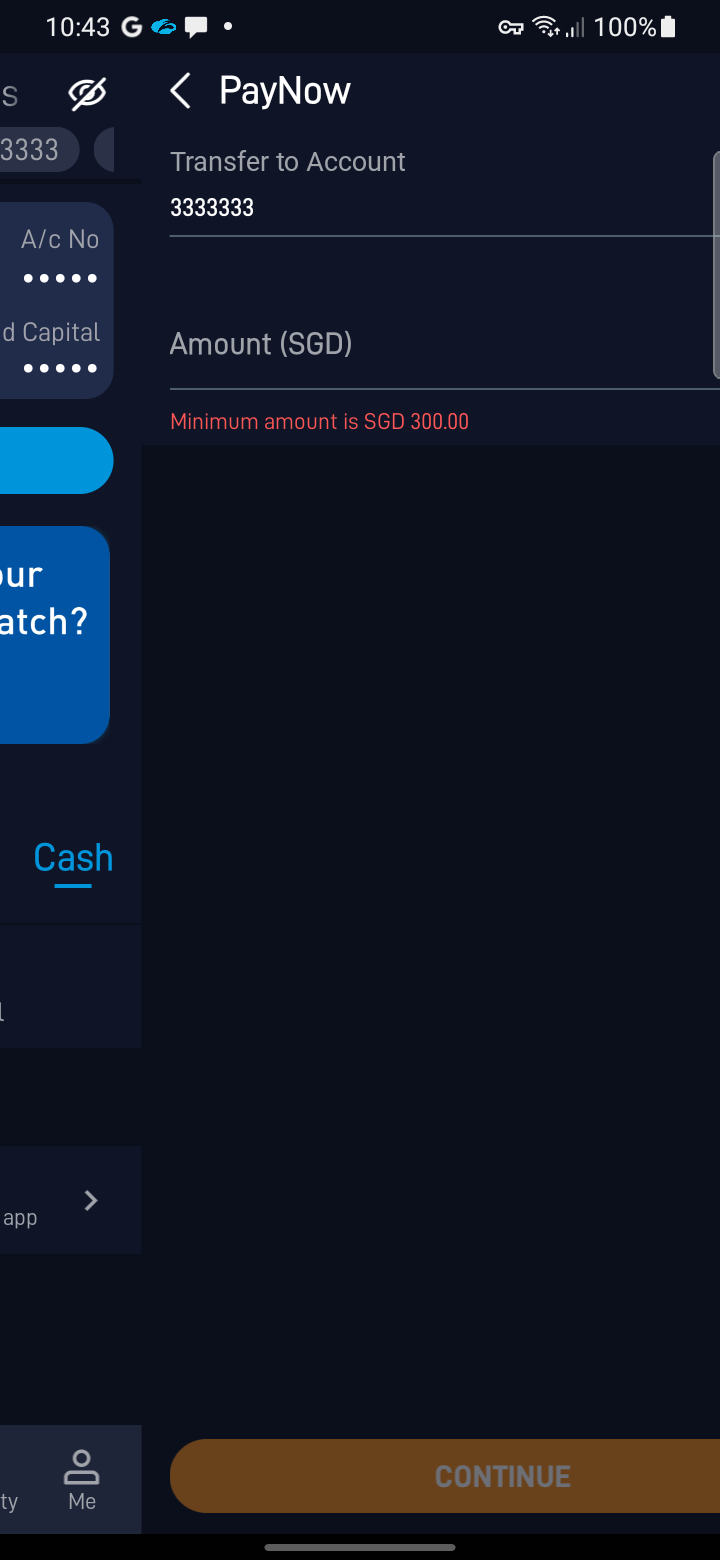 10:43
100%
s
PayNow
3333
Transfer to Account
3333333
A/c No
d Capital
Amount (SGD)
Minimum amount is SGD 300.00
our
atch?
Cash
l
app
CONTINUE
ty
Me